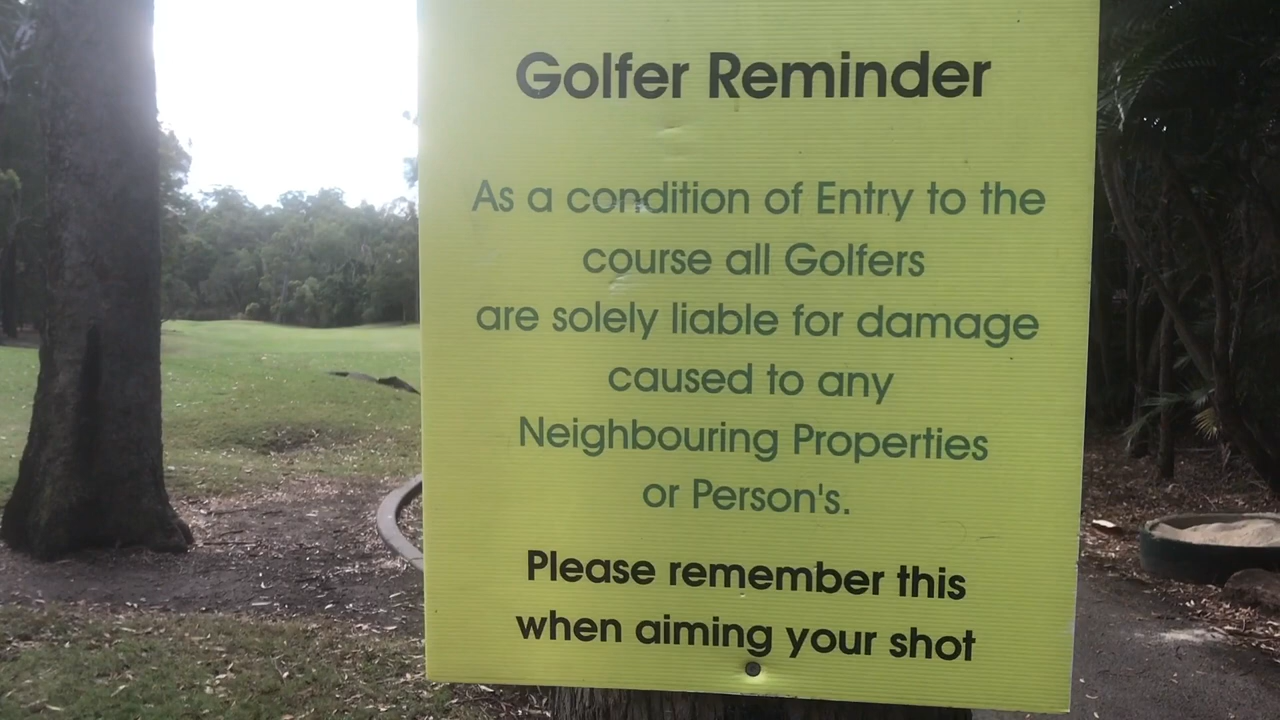 Golfer Reminder
As a condition of Entry to the
course all Golfers
are solely liable for damage
caused to any
Neighbouring Properties
or Person's.
Please remember this
when aiming your shot